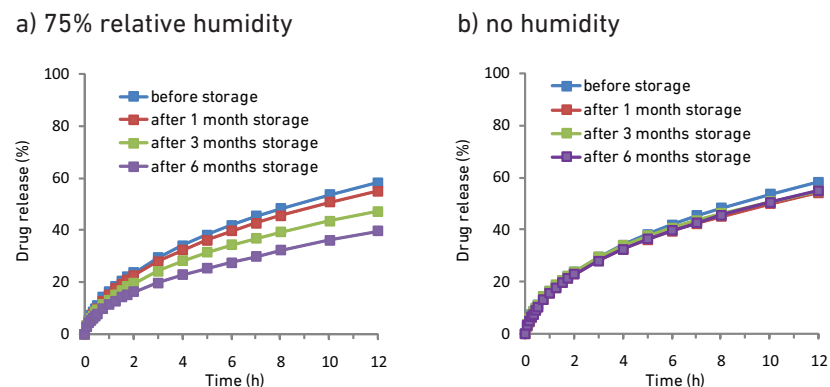 a) 75% relative humidity
100
80
60
40
20
0
Drug release (%)
before storage
after 1 month storage
after 3 months storage
after 6 months storage
0 2 4 6 8 10 12
Time (h)
b) no humidity
100
80
60
40
20
0
Drug release (%)
before storage
after 1 month storage
after 3 months storage
after 6 months storage
0 2 4 6 8 10 12
Time (h)